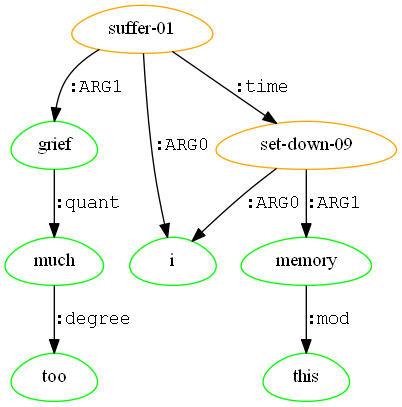 suffer-01
:ARG1
:time
:ARG0
grief
set-down-09
:quant
:ARG0
:ARG1
much
i
memory
:degree
:mod
too
this